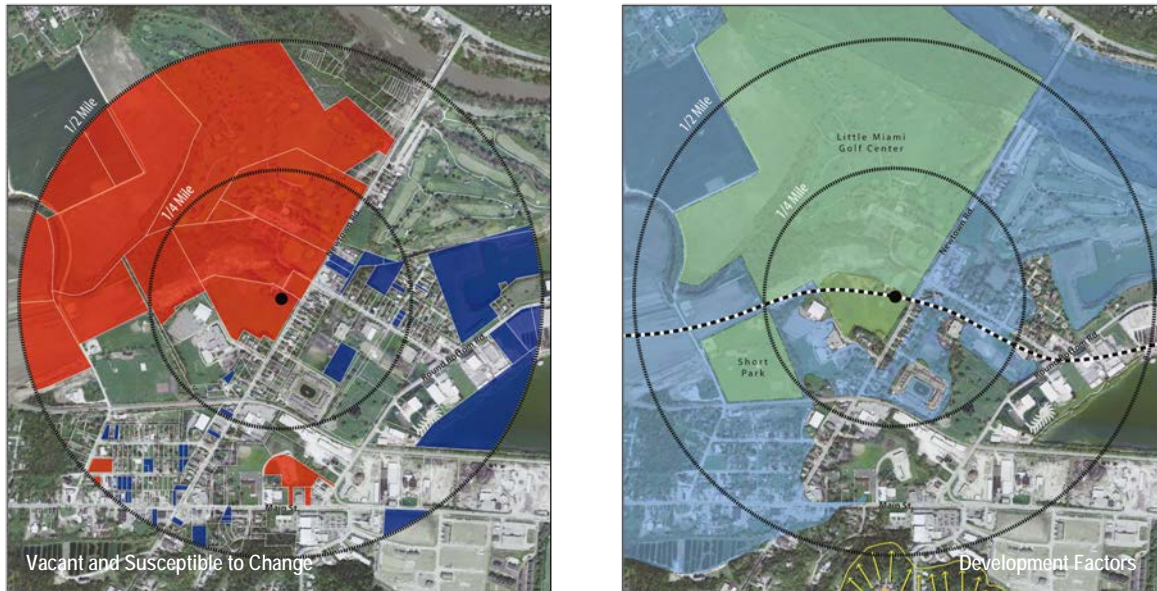 1/2 Mile
1/4 Mile
Newtown Rd
Round Bottom Rd
Main St
Vacant and Susceptible to Change
1/2 Mile
Little Miami
Golf Center
1/4 Mile
Newtown Rd
Short
Park
Round Bottom Rd
Main St
Development Factors